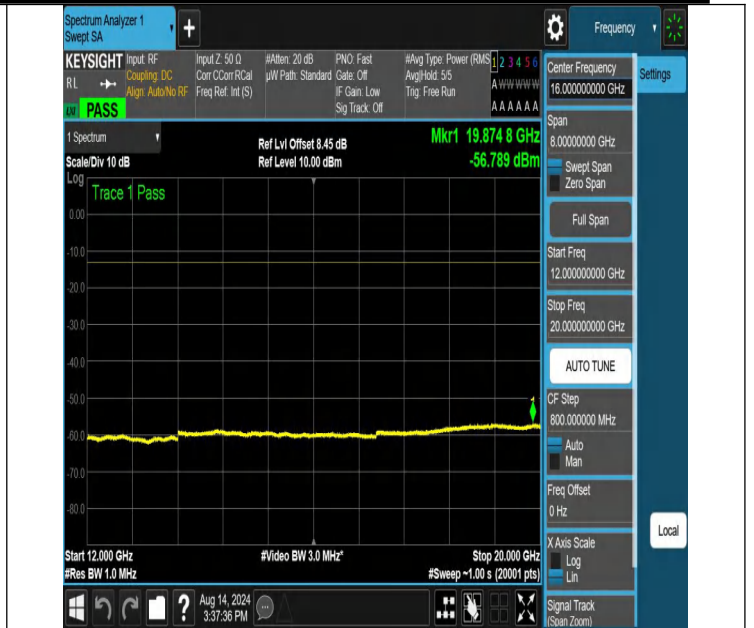 Spectrum Analyzer 1
Swept SA
+
Frequency
KEYSIGHT
RL
PASS
Input: RF
Coupling: DC
Align: Auto/No RF
Input Z: 50 Ω
Corr CCorr RCal
Freq Ref: Int (S)
#Atten: 20 dB
µW Path: Standard
PNO: Fast
Gate: Off
IF Gain: Low
Sig Track: Off
#Avg Type: Power (RMS
Avg|Hold: 5/5
Trig: Free Run
1 2 3 4 5 6
A W W W W W
A A A A A A
1 Spectrum
Scale/Div 10 dB
Ref Lvl Offset 8.45 dB
Ref Level 10.00 dBm
Mkr1 19.874 8 GHz
-56.789 dBm
Log
Trace 1 Pass
0.00
-10.0
-20.0
-30.0
-40.0
-50.0
-60.0
-70.0
-80.0
1
Start 12.000 GHz
#Res BW 1.0 MHz
#Video BW 3.0 MHz*
Stop 20.000 GHz
#Sweep ~1.00 s (20001 pts)
?
Aug 14, 2024
3:37:36 PM
Center Frequency
16.000000000 GHz
Settings
Span
8.00000000 GHz
Swept Span
Zero Span
Full Span
Start Freq
12.000000000 GHz
Stop Freq
20.000000000 GHz
AUTO TUNE
CF Step
800.000000 MHz
Auto
Man
Freq Offset
0 Hz
X Axis Scale
Log
Lin
Local
Signal Track
(Span Zoom)